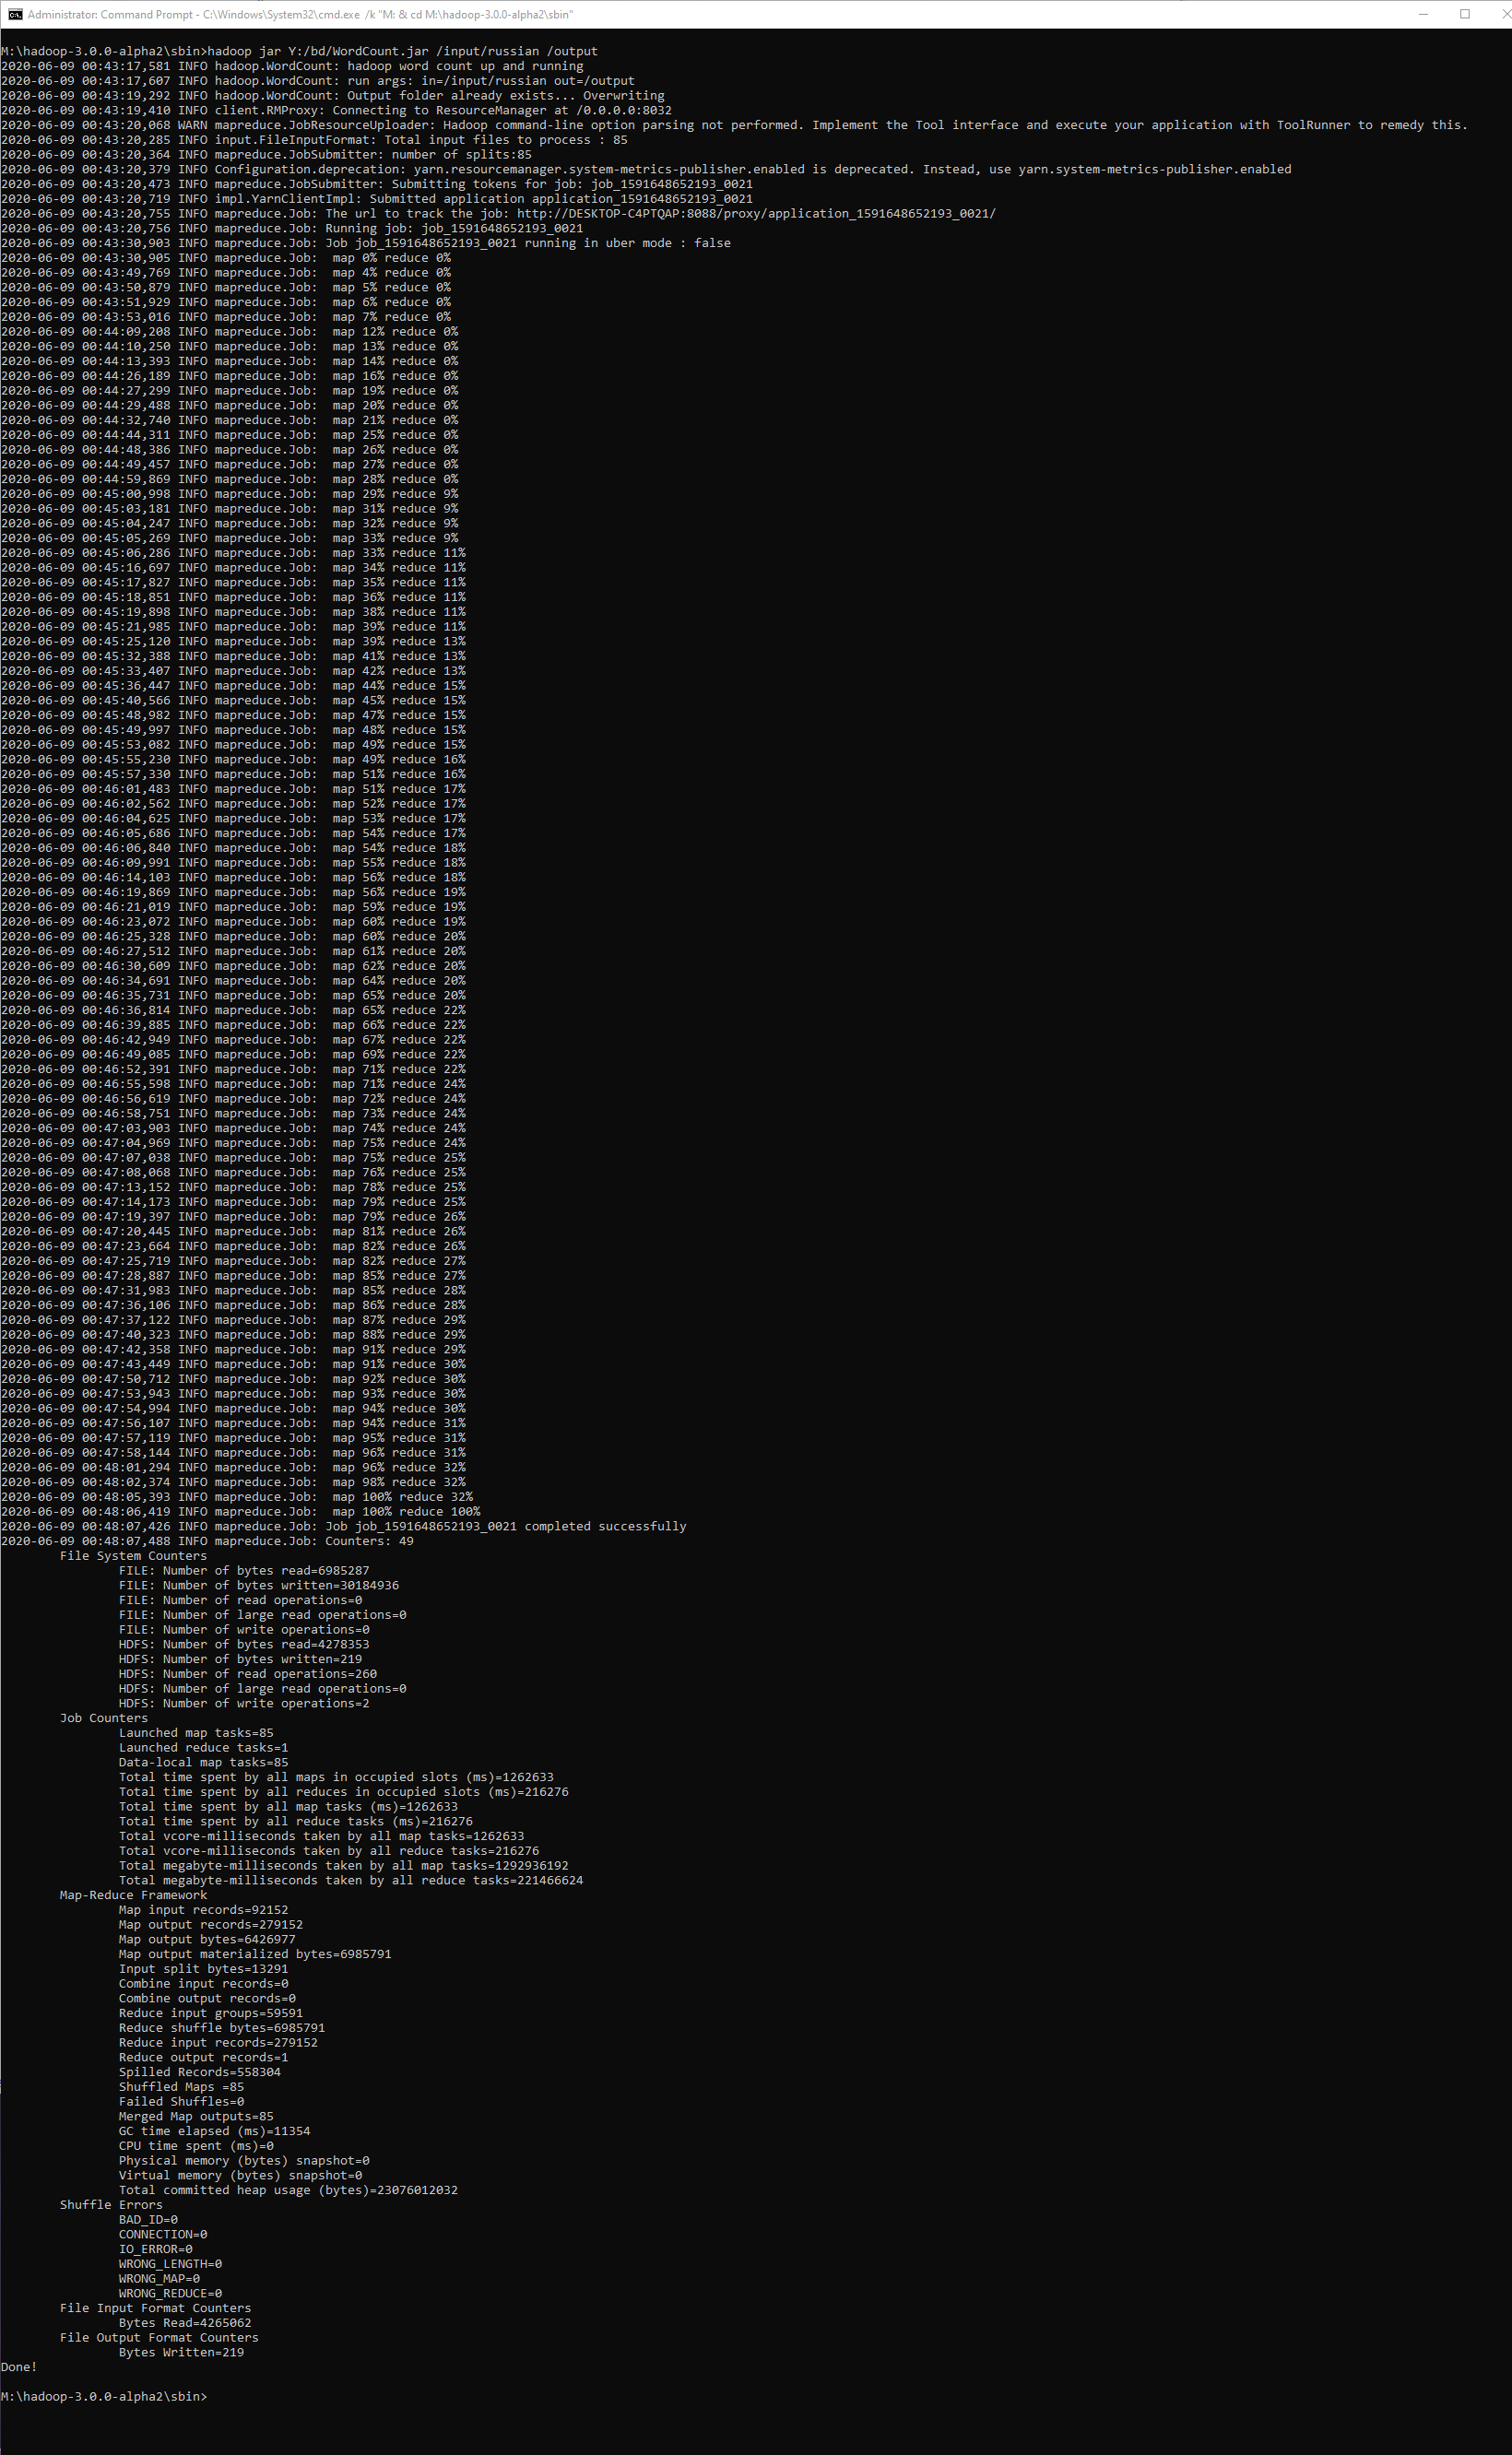 Administrator: Command Prompt - C:\Windows\System32\cmd.exe /k "M: & cd M:\hadoop-3.0.0-alpha2\sbin"
M:\hadoop-3.0.0-alpha2\sbin>hadoop jar Y:/bd/WordCount.jar /input/russian /output
2020-06-09 00:43:17,581 INFO hadoop.WordCount: hadoop word count up and running
2020-06-09 00:43:17,607 INFO hadoop.WordCount: run args: in=/input/russian out=/output
2020-06-09 00:43:19,292 INFO hadoop.WordCount: Output folder already exists... Overwriting
2020-06-09 00:43:19,410 INFO client.RMProxy: Connecting to ResourceManager at /0.0.0.0:8032
2020-06-09 00:43:20,068 WARN mapreduce.JobResourceUploader: Hadoop command-line option parsing not performed. Implement the Tool interface and execute your application with ToolRunner to remedy this.
2020-06-09 00:43:20,285 INFO input.FileInputFormat: Total input files to process : 85
2020-06-09 00:43:20,364 INFO mapreduce.JobSubmitter: number of splits:85
2020-06-09 00:43:20,379 INFO Configuration.deprecation: yarn.resourcemanager.system-metrics-publisher.enabled is deprecated. Instead, use yarn.system-metrics-publisher.enabled
2020-06-09 00:43:20,473 INFO mapreduce.JobSubmitter: Submitting tokens for job: job_1591648652193_0021
2020-06-09 00:43:20,719 INFO impl.YarnClientImpl: Submitted application application_1591648652193_0021
2020-06-09 00:43:20,755 INFO mapreduce.Job: The url to track the job: http://DESKTOP-C4PTQAP:8088/proxy/application_1591648652193_0021/
2020-06-09 00:43:20,756 INFO mapreduce.Job: Running job: job_1591648652193_0021
2020-06-09 00:43:30,903 INFO mapreduce.Job: Job job_1591648652193_0021 running in uber mode : false
2020-06-09 00:43:30,905 INFO mapreduce.Job:  map 0% reduce 0%
2020-06-09 00:43:49,769 INFO mapreduce.Job:  map 4% reduce 0%
2020-06-09 00:43:50,879 INFO mapreduce.Job:  map 5% reduce 0%
2020-06-09 00:43:51,929 INFO mapreduce.Job:  map 6% reduce 0%
2020-06-09 00:43:53,016 INFO mapreduce.Job:  map 7% reduce 0%
2020-06-09 00:44:09,208 INFO mapreduce.Job:  map 12% reduce 0%
2020-06-09 00:44:10,250 INFO mapreduce.Job:  map 13% reduce 0%
2020-06-09 00:44:13,393 INFO mapreduce.Job:  map 14% reduce 0%
2020-06-09 00:44:26,189 INFO mapreduce.Job:  map 16% reduce 0%
2020-06-09 00:44:27,299 INFO mapreduce.Job:  map 19% reduce 0%
2020-06-09 00:44:29,488 INFO mapreduce.Job:  map 20% reduce 0%
2020-06-09 00:44:32,740 INFO mapreduce.Job:  map 21% reduce 0%
2020-06-09 00:44:44,311 INFO mapreduce.Job:  map 25% reduce 0%
2020-06-09 00:44:48,386 INFO mapreduce.Job:  map 26% reduce 0%
2020-06-09 00:44:49,457 INFO mapreduce.Job:  map 27% reduce 0%
2020-06-09 00:44:59,869 INFO mapreduce.Job:  map 28% reduce 0%
2020-06-09 00:45:00,998 INFO mapreduce.Job:  map 29% reduce 9%
2020-06-09 00:45:03,181 INFO mapreduce.Job:  map 31% reduce 9%
2020-06-09 00:45:04,247 INFO mapreduce.Job:  map 32% reduce 9%
2020-06-09 00:45:05,269 INFO mapreduce.Job:  map 33% reduce 9%
2020-06-09 00:45:06,286 INFO mapreduce.Job:  map 33% reduce 11%
2020-06-09 00:45:16,697 INFO mapreduce.Job:  map 34% reduce 11%
2020-06-09 00:45:17,827 INFO mapreduce.Job:  map 35% reduce 11%
2020-06-09 00:45:18,851 INFO mapreduce.Job:  map 36% reduce 11%
2020-06-09 00:45:19,898 INFO mapreduce.Job:  map 38% reduce 11%
2020-06-09 00:45:21,985 INFO mapreduce.Job:  map 39% reduce 11%
2020-06-09 00:45:25,120 INFO mapreduce.Job:  map 39% reduce 13%
2020-06-09 00:45:32,388 INFO mapreduce.Job:  map 41% reduce 13%
2020-06-09 00:45:33,407 INFO mapreduce.Job:  map 42% reduce 13%
2020-06-09 00:45:36,447 INFO mapreduce.Job:  map 44% reduce 15%
2020-06-09 00:45:40,566 INFO mapreduce.Job:  map 45% reduce 15%
2020-06-09 00:45:48,982 INFO mapreduce.Job:  map 47% reduce 15%
2020-06-09 00:45:49,997 INFO mapreduce.Job:  map 48% reduce 15%
2020-06-09 00:45:53,082 INFO mapreduce.Job:  map 49% reduce 15%
2020-06-09 00:45:55,230 INFO mapreduce.Job:  map 49% reduce 16%
2020-06-09 00:45:57,330 INFO mapreduce.Job:  map 51% reduce 16%
2020-06-09 00:46:01,483 INFO mapreduce.Job:  map 51% reduce 17%
2020-06-09 00:46:02,562 INFO mapreduce.Job:  map 52% reduce 17%
2020-06-09 00:46:04,625 INFO mapreduce.Job:  map 53% reduce 17%
2020-06-09 00:46:05,686 INFO mapreduce.Job:  map 54% reduce 17%
2020-06-09 00:46:06,840 INFO mapreduce.Job:  map 54% reduce 18%
2020-06-09 00:46:09,991 INFO mapreduce.Job:  map 55% reduce 18%
2020-06-09 00:46:14,103 INFO mapreduce.Job:  map 56% reduce 18%
2020-06-09 00:46:19,869 INFO mapreduce.Job:  map 56% reduce 19%
2020-06-09 00:46:21,019 INFO mapreduce.Job:  map 59% reduce 19%
2020-06-09 00:46:23,072 INFO mapreduce.Job:  map 60% reduce 19%
2020-06-09 00:46:25,328 INFO mapreduce.Job:  map 60% reduce 20%
2020-06-09 00:46:27,512 INFO mapreduce.Job:  map 61% reduce 20%
2020-06-09 00:46:30,609 INFO mapreduce.Job:  map 62% reduce 20%
2020-06-09 00:46:34,691 INFO mapreduce.Job:  map 64% reduce 20%
2020-06-09 00:46:35,731 INFO mapreduce.Job:  map 65% reduce 20%
2020-06-09 00:46:36,814 INFO mapreduce.Job:  map 65% reduce 22%
2020-06-09 00:46:39,885 INFO mapreduce.Job:  map 66% reduce 22%
2020-06-09 00:46:42,949 INFO mapreduce.Job:  map 67% reduce 22%
2020-06-09 00:46:49,085 INFO mapreduce.Job:  map 69% reduce 22%
2020-06-09 00:46:52,391 INFO mapreduce.Job:  map 71% reduce 22%
2020-06-09 00:46:55,598 INFO mapreduce.Job:  map 71% reduce 24%
2020-06-09 00:46:56,619 INFO mapreduce.Job:  map 72% reduce 24%
2020-06-09 00:46:58,751 INFO mapreduce.Job:  map 73% reduce 24%
2020-06-09 00:47:03,903 INFO mapreduce.Job:  map 74% reduce 24%
2020-06-09 00:47:04,969 INFO mapreduce.Job:  map 75% reduce 24%
2020-06-09 00:47:07,038 INFO mapreduce.Job:  map 75% reduce 25%
2020-06-09 00:47:08,068 INFO mapreduce.Job:  map 76% reduce 25%
2020-06-09 00:47:13,152 INFO mapreduce.Job:  map 78% reduce 25%
2020-06-09 00:47:14,173 INFO mapreduce.Job:  map 79% reduce 25%
2020-06-09 00:47:19,397 INFO mapreduce.Job:  map 79% reduce 26%
2020-06-09 00:47:20,445 INFO mapreduce.Job:  map 81% reduce 26%
2020-06-09 00:47:23,664 INFO mapreduce.Job:  map 82% reduce 26%
2020-06-09 00:47:25,719 INFO mapreduce.Job:  map 82% reduce 27%
2020-06-09 00:47:28,887 INFO mapreduce.Job:  map 85% reduce 27%
2020-06-09 00:47:31,983 INFO mapreduce.Job:  map 85% reduce 28%
2020-06-09 00:47:36,106 INFO mapreduce.Job:  map 86% reduce 28%
2020-06-09 00:47:37,122 INFO mapreduce.Job:  map 87% reduce 29%
2020-06-09 00:47:40,323 INFO mapreduce.Job:  map 88% reduce 29%
2020-06-09 00:47:42,358 INFO mapreduce.Job:  map 91% reduce 29%
2020-06-09 00:47:43,449 INFO mapreduce.Job:  map 91% reduce 30%
2020-06-09 00:47:50,712 INFO mapreduce.Job:  map 92% reduce 30%
2020-06-09 00:47:53,943 INFO mapreduce.Job:  map 93% reduce 30%
2020-06-09 00:47:54,994 INFO mapreduce.Job:  map 94% reduce 30%
2020-06-09 00:47:56,107 INFO mapreduce.Job:  map 94% reduce 31%
2020-06-09 00:47:57,119 INFO mapreduce.Job:  map 95% reduce 31%
2020-06-09 00:47:58,144 INFO mapreduce.Job:  map 96% reduce 31%
2020-06-09 00:48:01,294 INFO mapreduce.Job:  map 96% reduce 32%
2020-06-09 00:48:02,374 INFO mapreduce.Job:  map 98% reduce 32%
2020-06-09 00:48:05,393 INFO mapreduce.Job:  map 100% reduce 32%
2020-06-09 00:48:06,419 INFO mapreduce.Job:  map 100% reduce 100%
2020-06-09 00:48:07,426 INFO mapreduce.Job: Job job_1591648652193_0021 completed successfully
2020-06-09 00:48:07,488 INFO mapreduce.Job: Counters: 49
File System Counters
FILE: Number of bytes read=6985287
FILE: Number of bytes written=30184936
FILE: Number of read operations=0
FILE: Number of large read operations=0
FILE: Number of write operations=0
HDFS: Number of bytes read=4278353
HDFS: Number of bytes written=219
HDFS: Number of read operations=260
HDFS: Number of large read operations=0
HDFS: Number of write operations=2
Job Counters
Launched map tasks=85
Launched reduce tasks=1
Data-local map tasks=85
Total time spent by all maps in occupied slots (ms)=1262633
Total time spent by all reduces in occupied slots (ms)=216276
Total time spent by all map tasks (ms)=1262633
Total time spent by all reduce tasks (ms)=216276
Total vcore-milliseconds taken by all map tasks=1262633
Total vcore-milliseconds taken by all reduce tasks=216276
Total megabyte-milliseconds taken by all map tasks=1292936192
Total megabyte-milliseconds taken by all reduce tasks=221466624
Map-Reduce Framework
Map input records=92152
Map output records=279152
Map output bytes=6426977
Map output materialized bytes=6985791
Input split bytes=13291
Combine input records=0
Combine output records=0
Reduce input groups=59591
Reduce shuffle bytes=6985791
Reduce input records=279152
Reduce output records=1
Spilled Records=558304
Shuffled Maps =85
Failed Shuffles=0
Merged Map outputs=85
GC time elapsed (ms)=11354
CPU time spent (ms)=0
Physical memory (bytes) snapshot=0
Virtual memory (bytes) snapshot=0
Total committed heap usage (bytes)=23076012032
Shuffle Errors
BAD_ID=0
CONNECTION=0
IO_ERROR=0
WRONG_LENGTH=0
WRONG_MAP=0
WRONG_REDUCE=0
File Input Format Counters
Bytes Read=4265062
File Output Format Counters
Bytes Written=219
Done!
M:\hadoop-3.0.0-alpha2\sbin>